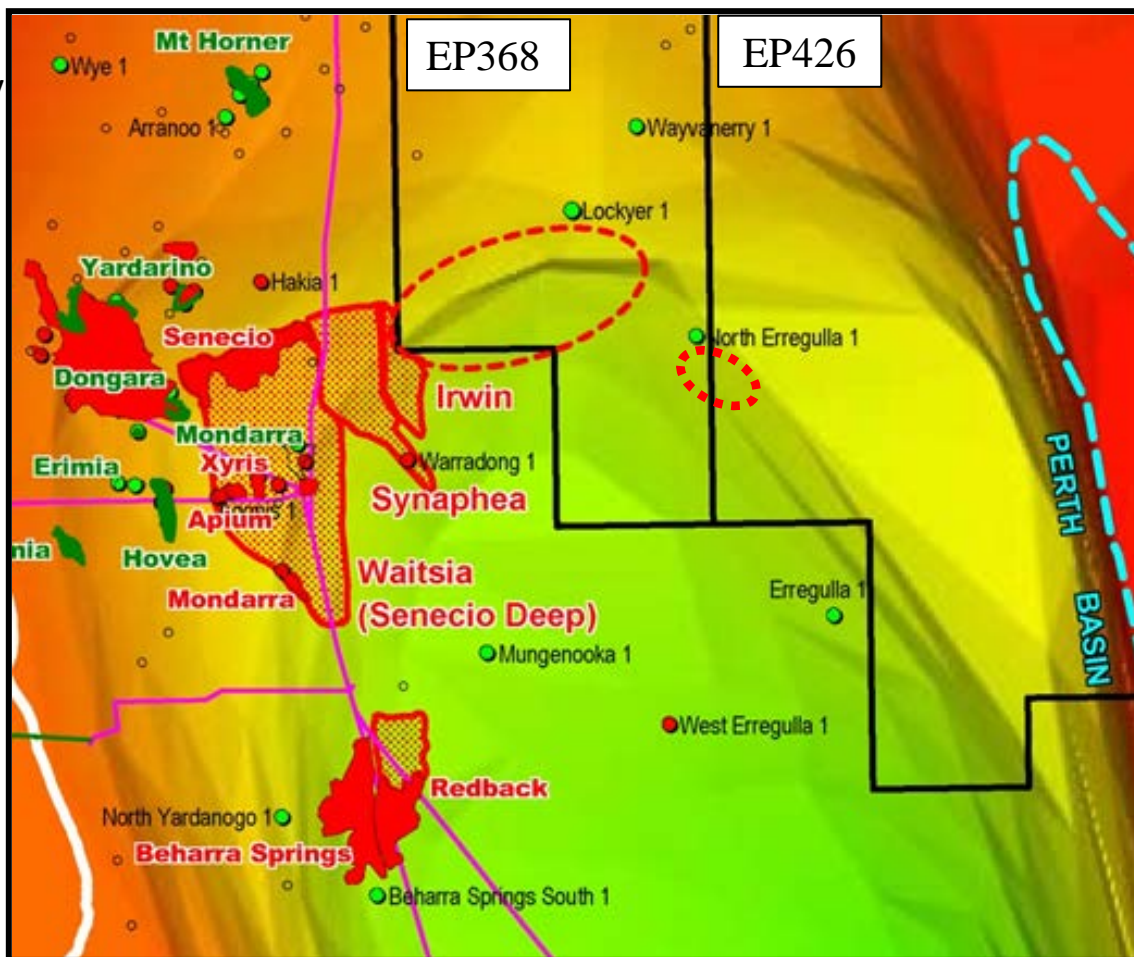 EP368
EP426
Mt Horner
Wye 1
Arranoo 1
Wayvanerry 1
Lockyer 1
Yardarino
Hakia 1
Senecio
North Erregulla 1
Dongara
Irwin
Mondarra
Erimia
Xyris
Warradong 1
Synaphea
Apium
nia
Hovea
Waitsia
(Senecio Deep)
Mondarra
PERTH BASIN
Erregulla 1
Mungenooka 1
West Erregulla 1
Redback
North Yardanogo 1
Beharra Springs
Beharra Springs South 1